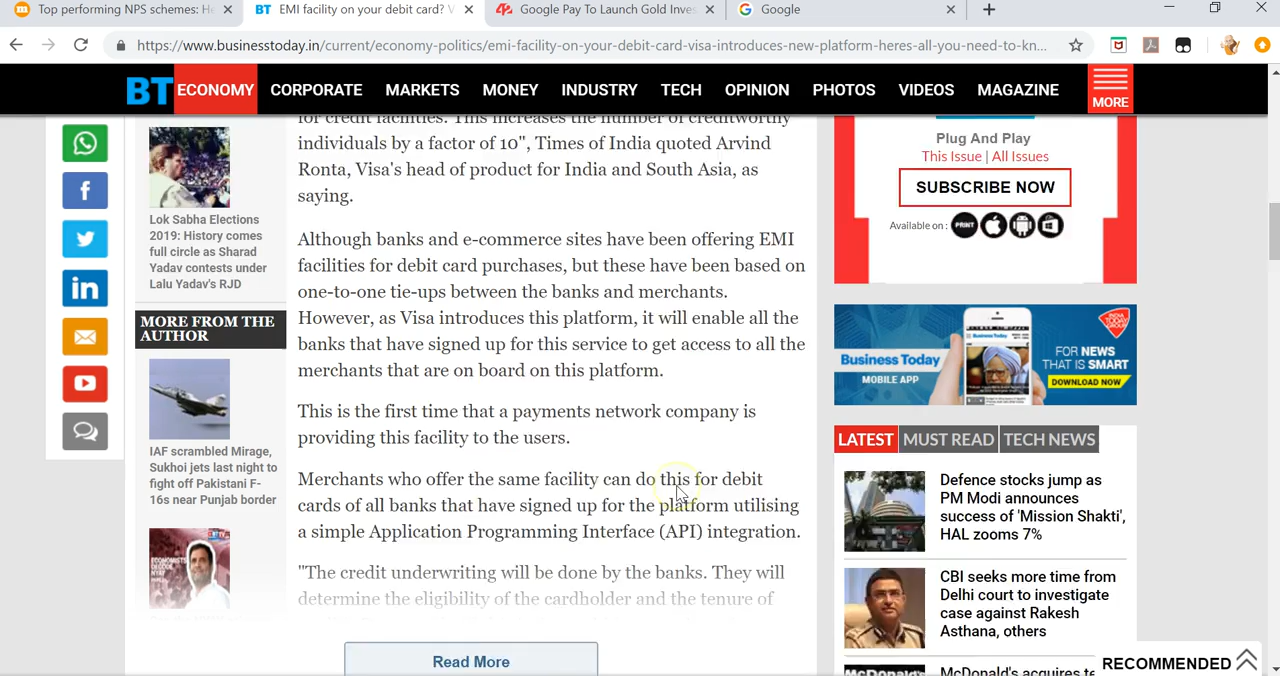 Top performing NPS schemes: He
EMI facility on your debit card? V
Google Pay To Launch Gold Inves
Google
https://www.businesstoday.in/current/economy-politics/emi-facility-on-your-debit-card-visa-introduces-new-platform-heres-all-you-need-to-kn...
BT ECONOMY CORPORATE MARKETS MONEY INDUSTRY TECH OPINION PHOTOS VIDEOS MAGAZINE MORE
Lok Sabha Elections
2019: History comes
full circle as Sharad
Yadav contests under
Lalu Yadav's RJD
MORE FROM THE
AUTHOR
IAF scrambled Mirage,
Sukhoi jets last night to
fight off Pakistani F-
16s near Punjab border
for credit facilities. This increases the number of creditworthy
individuals by a factor of 10", Times of India quoted Arvind
Ronta, Visa's head of product for India and South Asia, as
saying.
Although banks and e-commerce sites have been offering EMI
facilities for debit card purchases, but these have been based on
one-to-one tie-ups between the banks and merchants.
However, as Visa introduces this platform, it will enable all the
banks that have signed up for this service to get access to all the
merchants that are on board on this platform.
This is the first time that a payments network company is
providing this facility to the users.
Merchants who offer the same facility can do this for debit
cards of all banks that have signed up for the platform utilising
a simple Application Programming Interface (API) integration.
"The credit underwriting will be done by the banks. They will
determine the eligibility of the cardholder and the tenure of
Read More
Plug And Play
This Issue | All Issues
SUBSCRIBE NOW
Available on : PRINT
Business Today
MOBILE APP
INDIA TODAY GROUP
FOR NEWS
THAT IS SMART
DOWNLOAD NOW
LATEST MUST READ TECH NEWS
Defence stocks jump as
PM Modi announces
success of 'Mission Shakti',
HAL zooms 7%
CBI seeks more time from
Delhi court to investigate
case against Rakesh
Asthana, others
McDonald's acquires te
RECOMMENDED